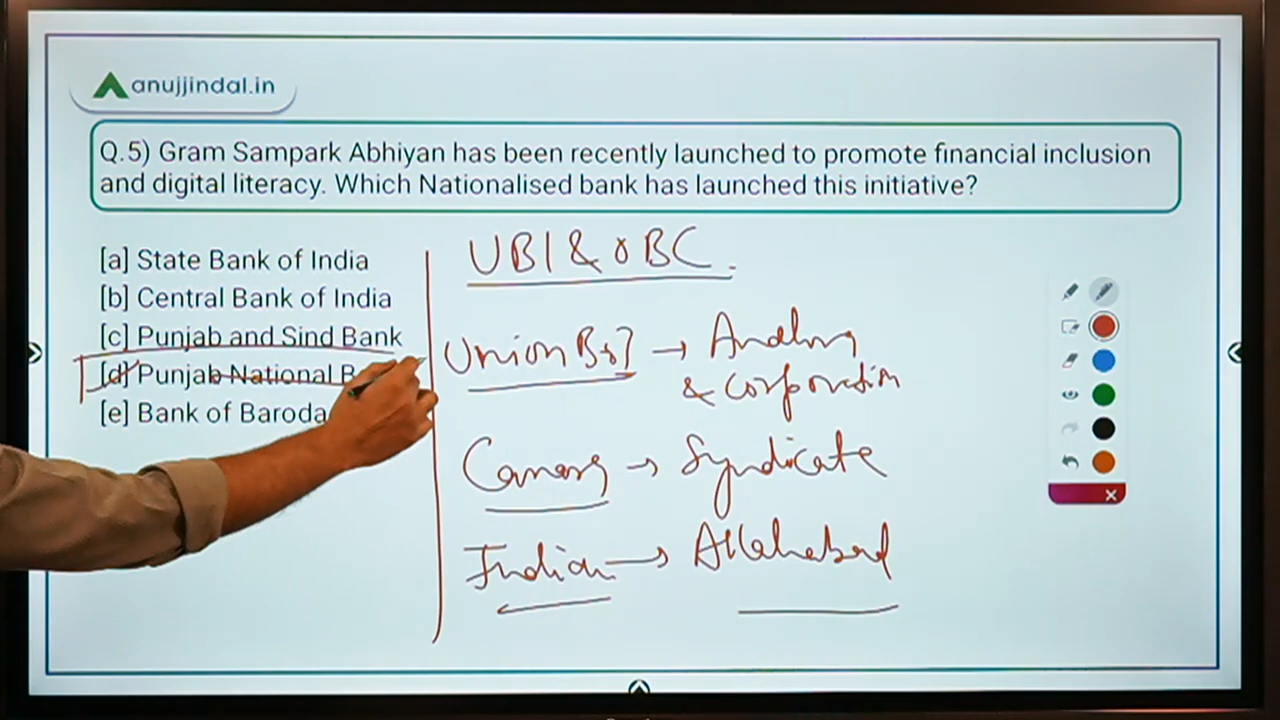 anujjindal.in
Q.5) Gram Sampark Abhiyan has been recently launched to promote financial inclusion
and digital literacy. Which Nationalised bank has launched this initiative?
[a] State Bank of India
[b] Central Bank of India
[c] Punjab and Sind Bank
[d] Punjab National B
[e] Bank of Baroda
UBI & OBC.
Union BoI → Andhra
& Corporation
Canara → Syndicate
Indian → Allahabad